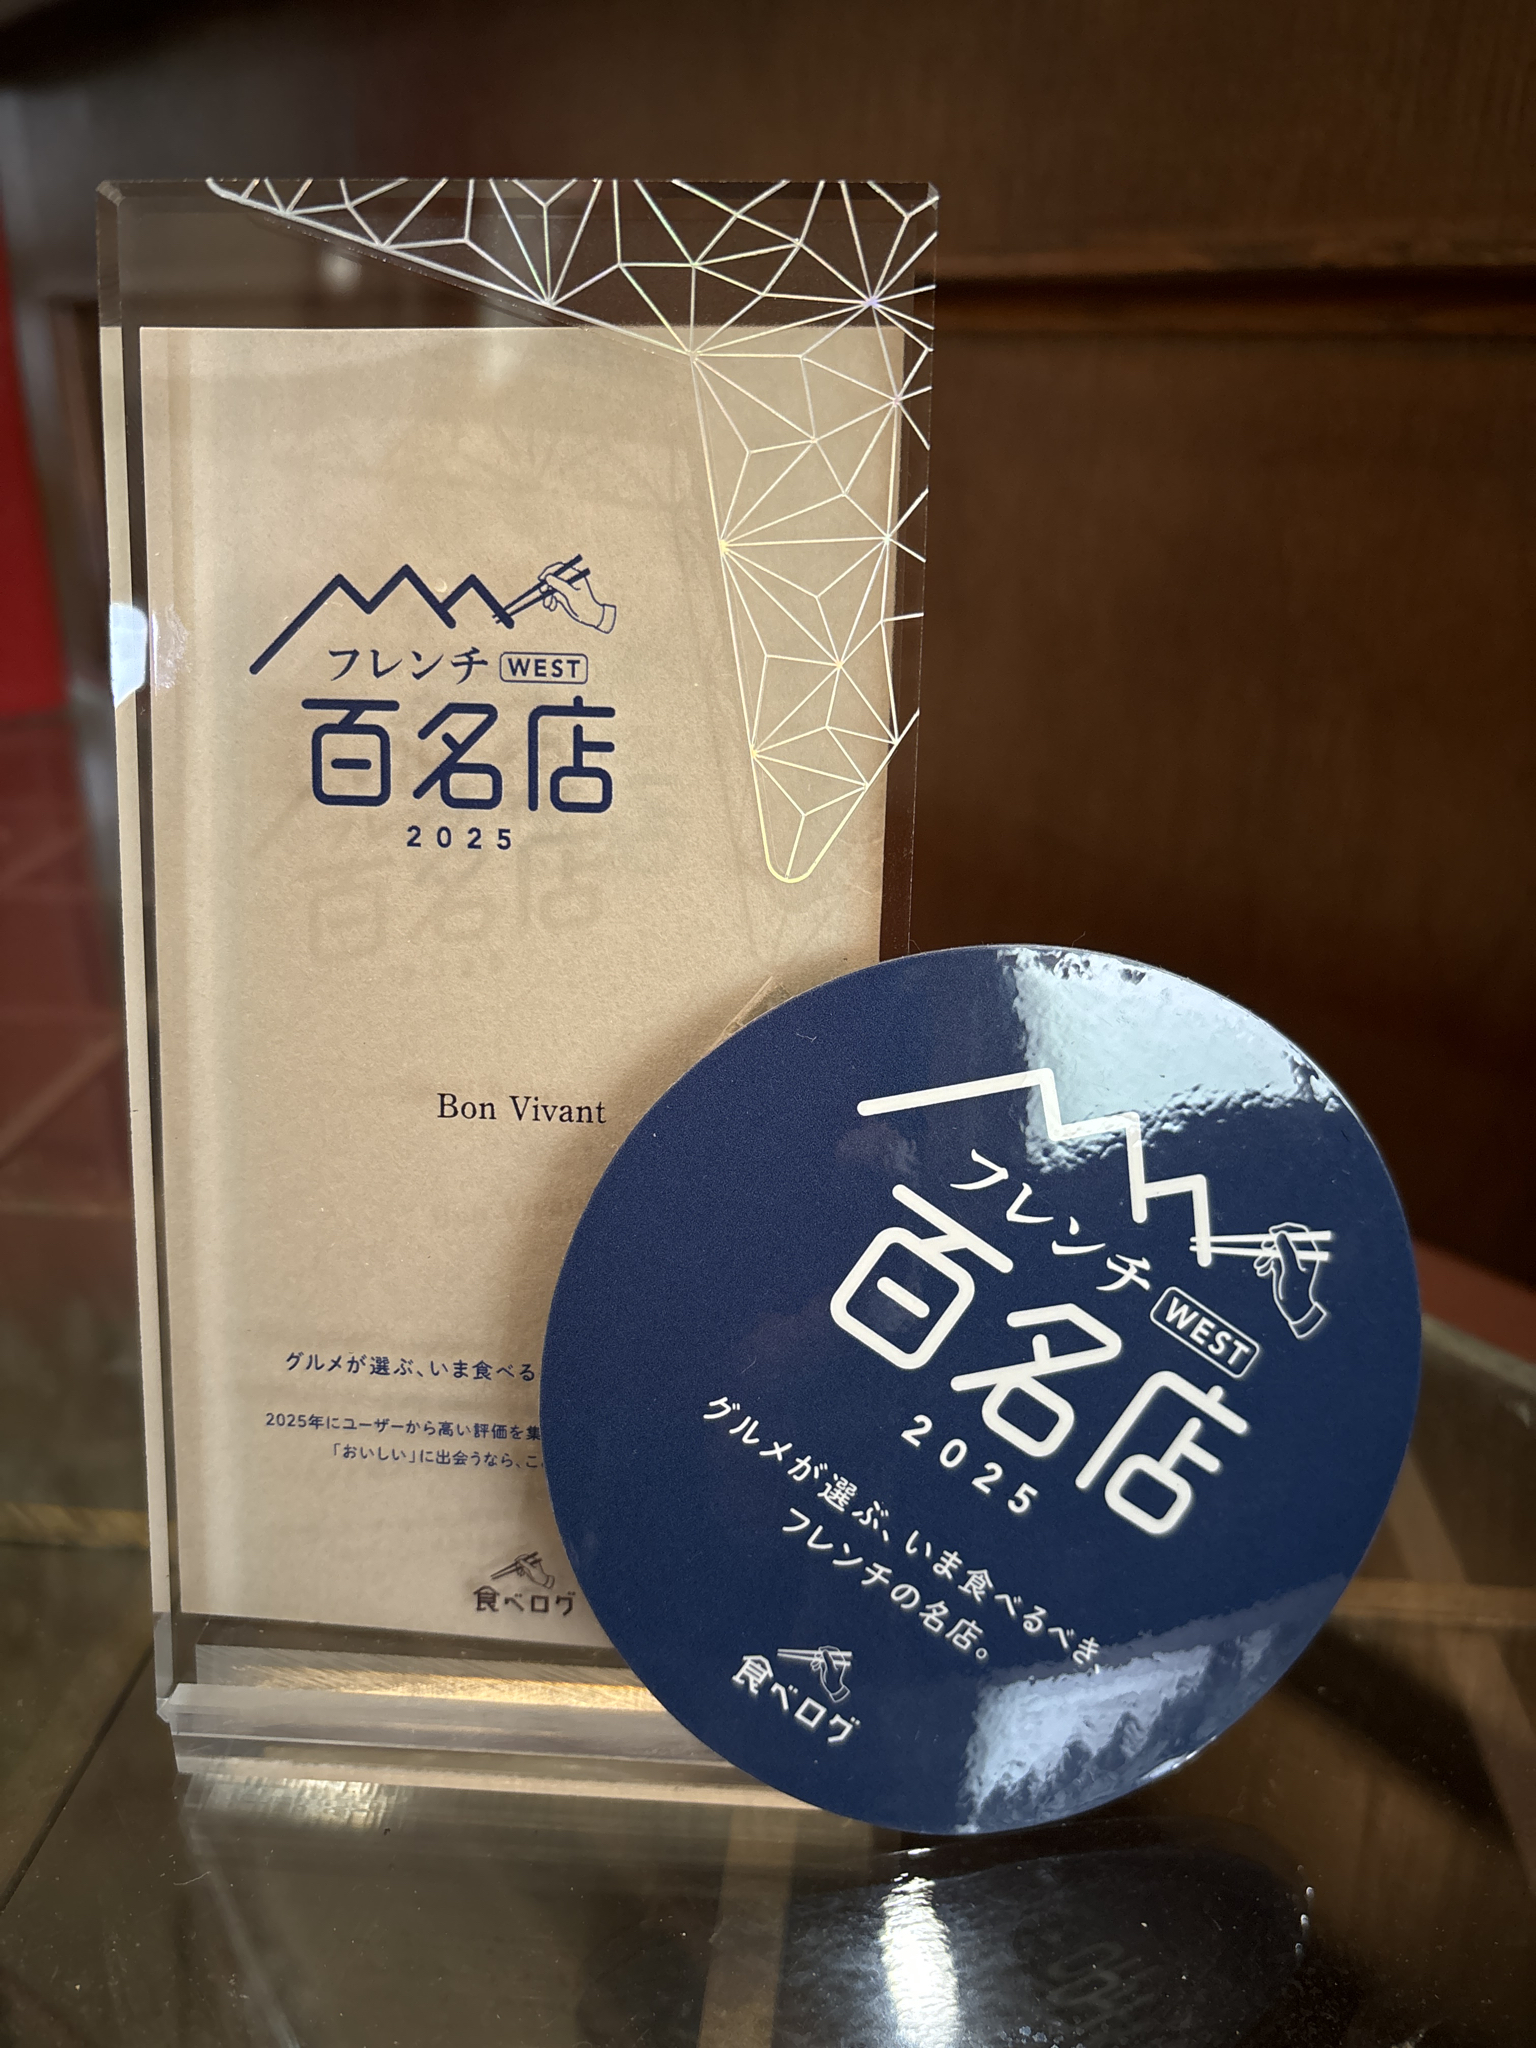 フレンチ WEST
百名店
2025
Bon Vivant
グルメが選ぶ、いま食べる
2025年にユーザーから高い評価を集
「おいしい」に出会うなら、こ
食べログ
フレンチ WEST
百名店
2025
グルメが選ぶ、いま食べるべき、
フレンチの名店。
食べログ